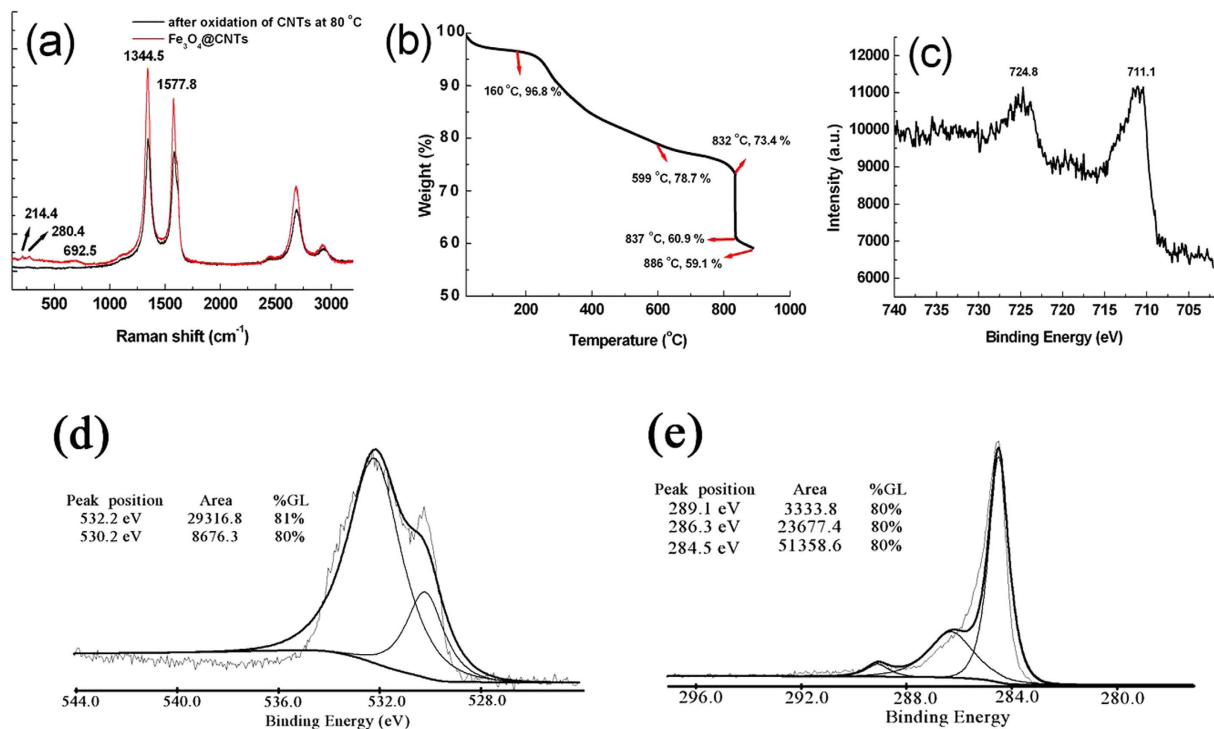 (a)
after oxidation of CNTs at 80 °C
Fe3O4@CNTs
1344.5
1577.8
214.4
280.4
692.5
500 1000 1500 2000 2500 3000
Raman shift (cm-1)
(b)
100
90
80
70
60
50
Weight (%)
160 °C, 96.8 %
832 °C, 73.4 %
599 °C, 78.7 %
837 °C, 60.9 %
886 °C, 59.1 %
200 400 600 800 1000
Temperature (°C)
(c)
724.8
711.1
11000
10000
9000
8000
7000
6000
Intensity (a.u.)
740 735 730 725 720 715 710 705
Binding Energy (eV)
(d)
Peak position Area %GL
532.2 eV 29316.8 81%
530.2 eV 8676.3 80%
544.0 540.0 536.0 532.0 528.0
Binding Energy (eV)
(e)
Peak position Area %GL
289.1 eV 3333.8 80%
286.3 eV 23677.4 80%
284.5 eV 51358.6 80%
296.0 292.0 288.0 284.0 280.0
Binding Energy